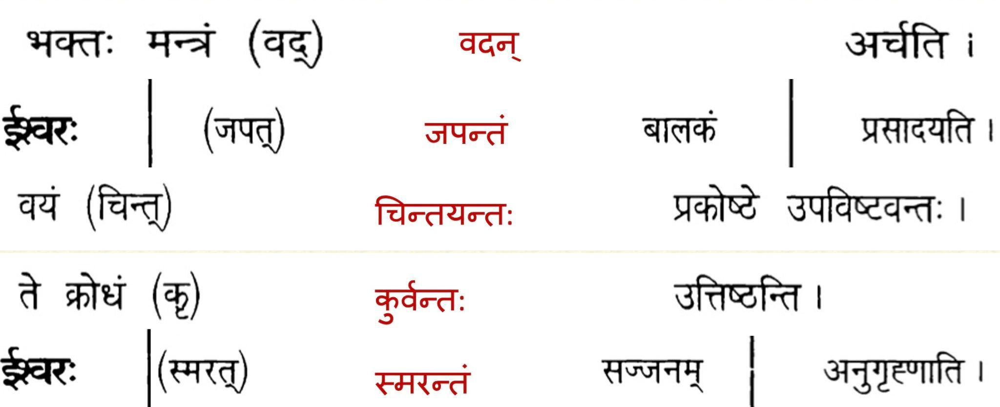 भक्तः मन्त्रं (वद्) वदन् अर्चति ।
ईश्वरः (जपत्) जपन्तं बालकं प्रसादयति ।
वयं (चिन्त्) चिन्तयन्तः प्रकोष्ठे उपविष्टवन्तः ।
ते क्रोधं (कृ) कुर्वन्तः उत्तिष्ठन्ति ।
ईश्वरः (स्मरत्) स्मरन्तं सज्जनम् अनुगृह्णाति ।